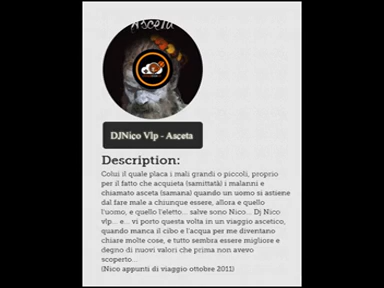 Asceta
DJNico Vlp - Asceta
Description:
Colui il quale placa i mali grandi o piccoli, proprio
per il fatto che acquieta (samittatâ) i malanni e
chiamato asceta (samana) quando un uomo si astiene
dal fare male a chiunque essere, allora e quello
l'uomo, e quello l'eletto... salve sono Nico... Dj Nico
vlp... e... vi porto questa volta in un viaggio ascetico,
quando manca il cibo e l'acqua per me diventano
chiare molte cose, e tutto sembra essere migliore e
degno di nuovi valori che prima non avevo
scoperto...
(Nico appunti di viaggio ottobre 2011)